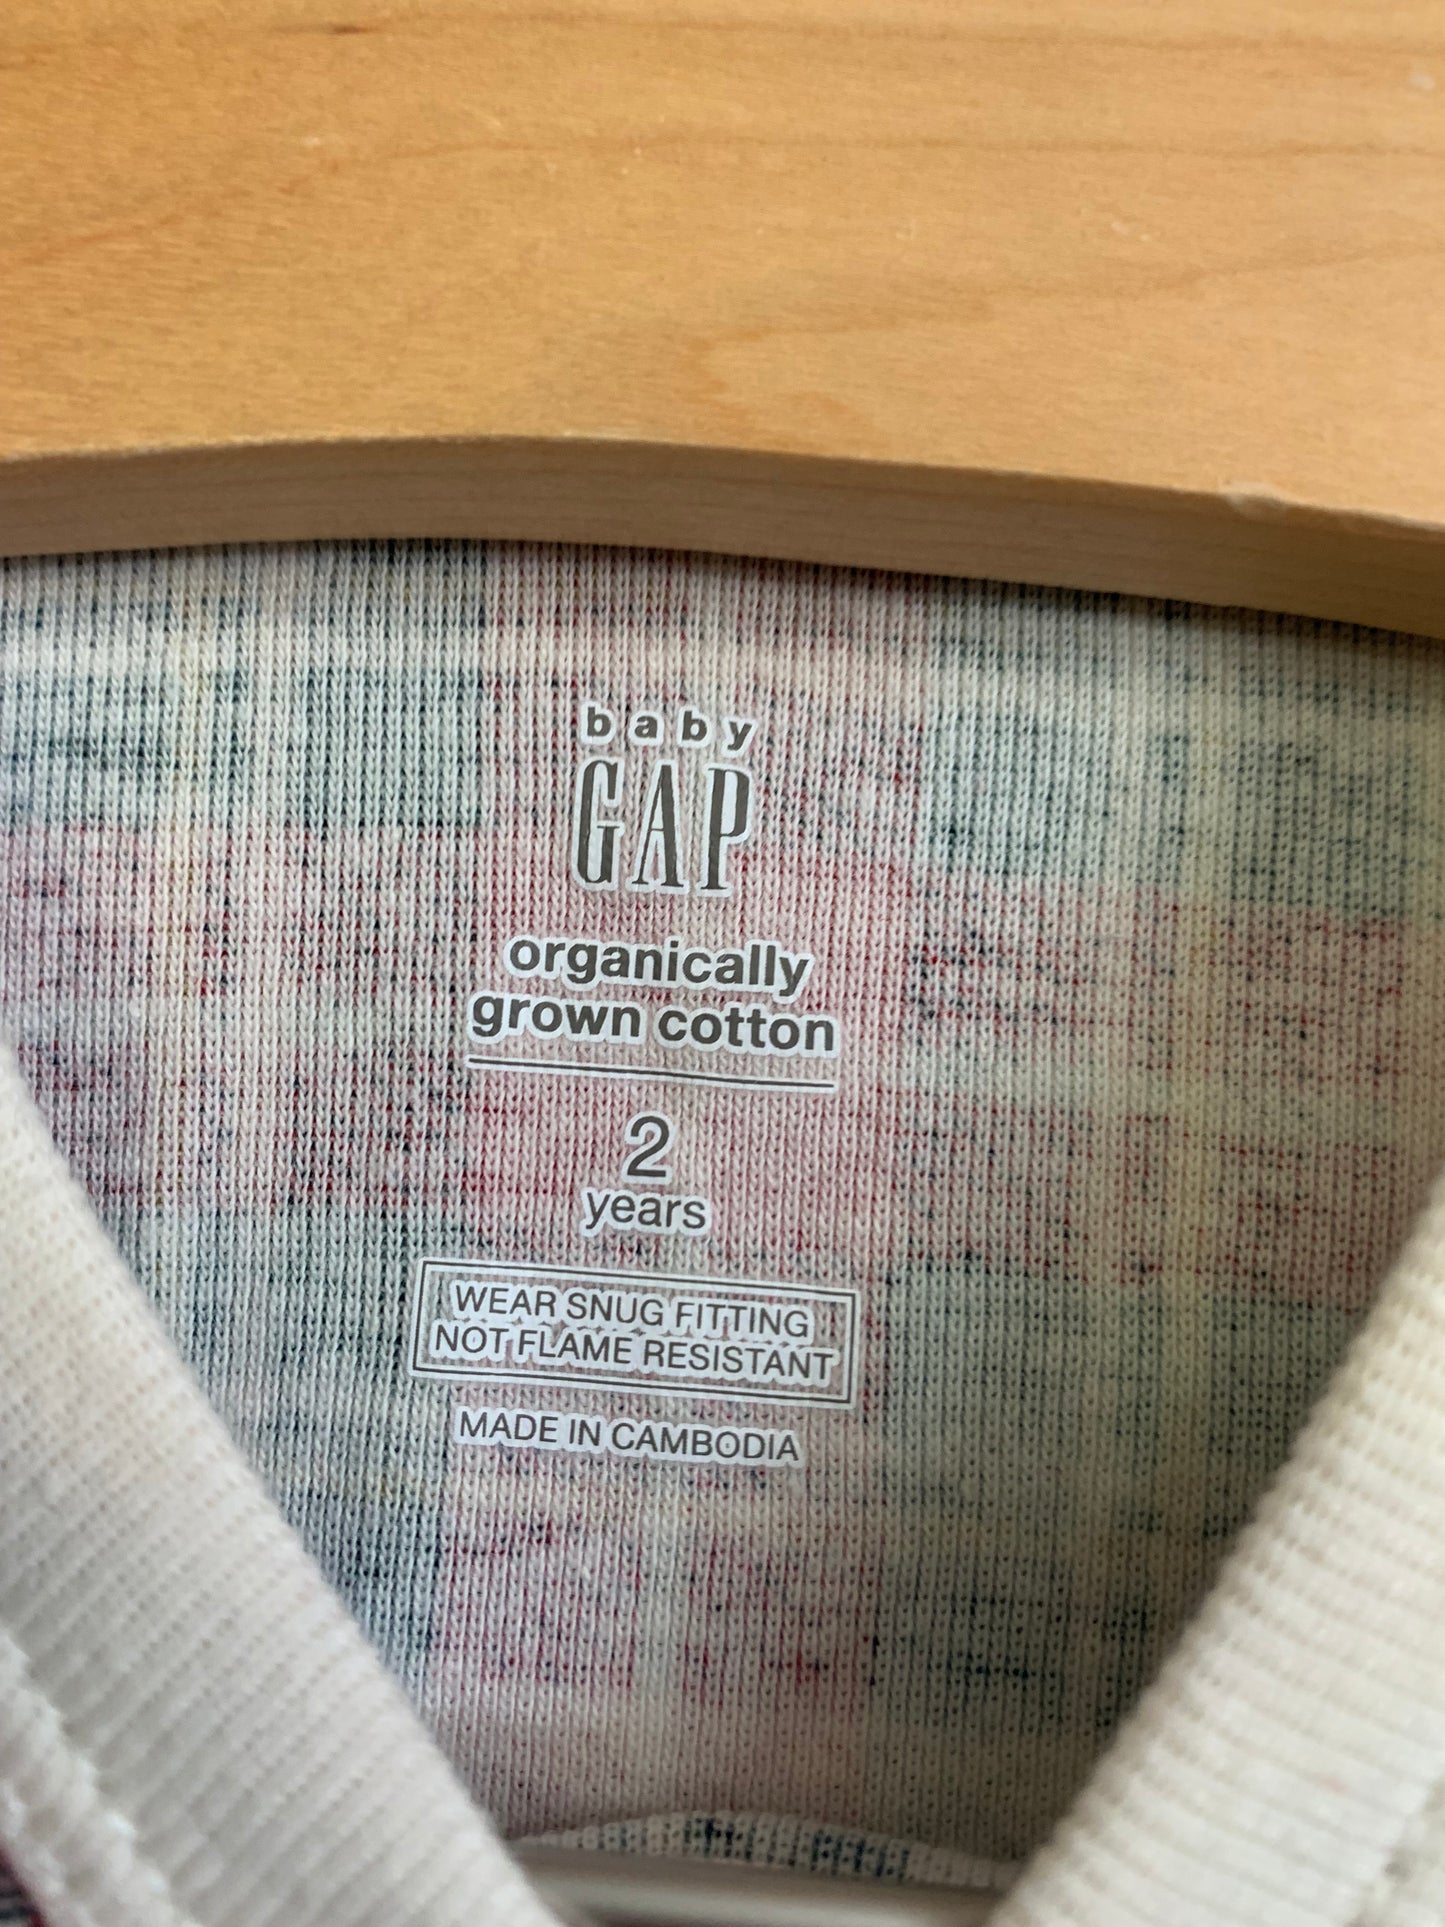 baby
GAP
organically
grown cotton
2
years
WEAR SNUG FITTING
NOT FLAME RESISTANT
MADE IN CAMBODIA